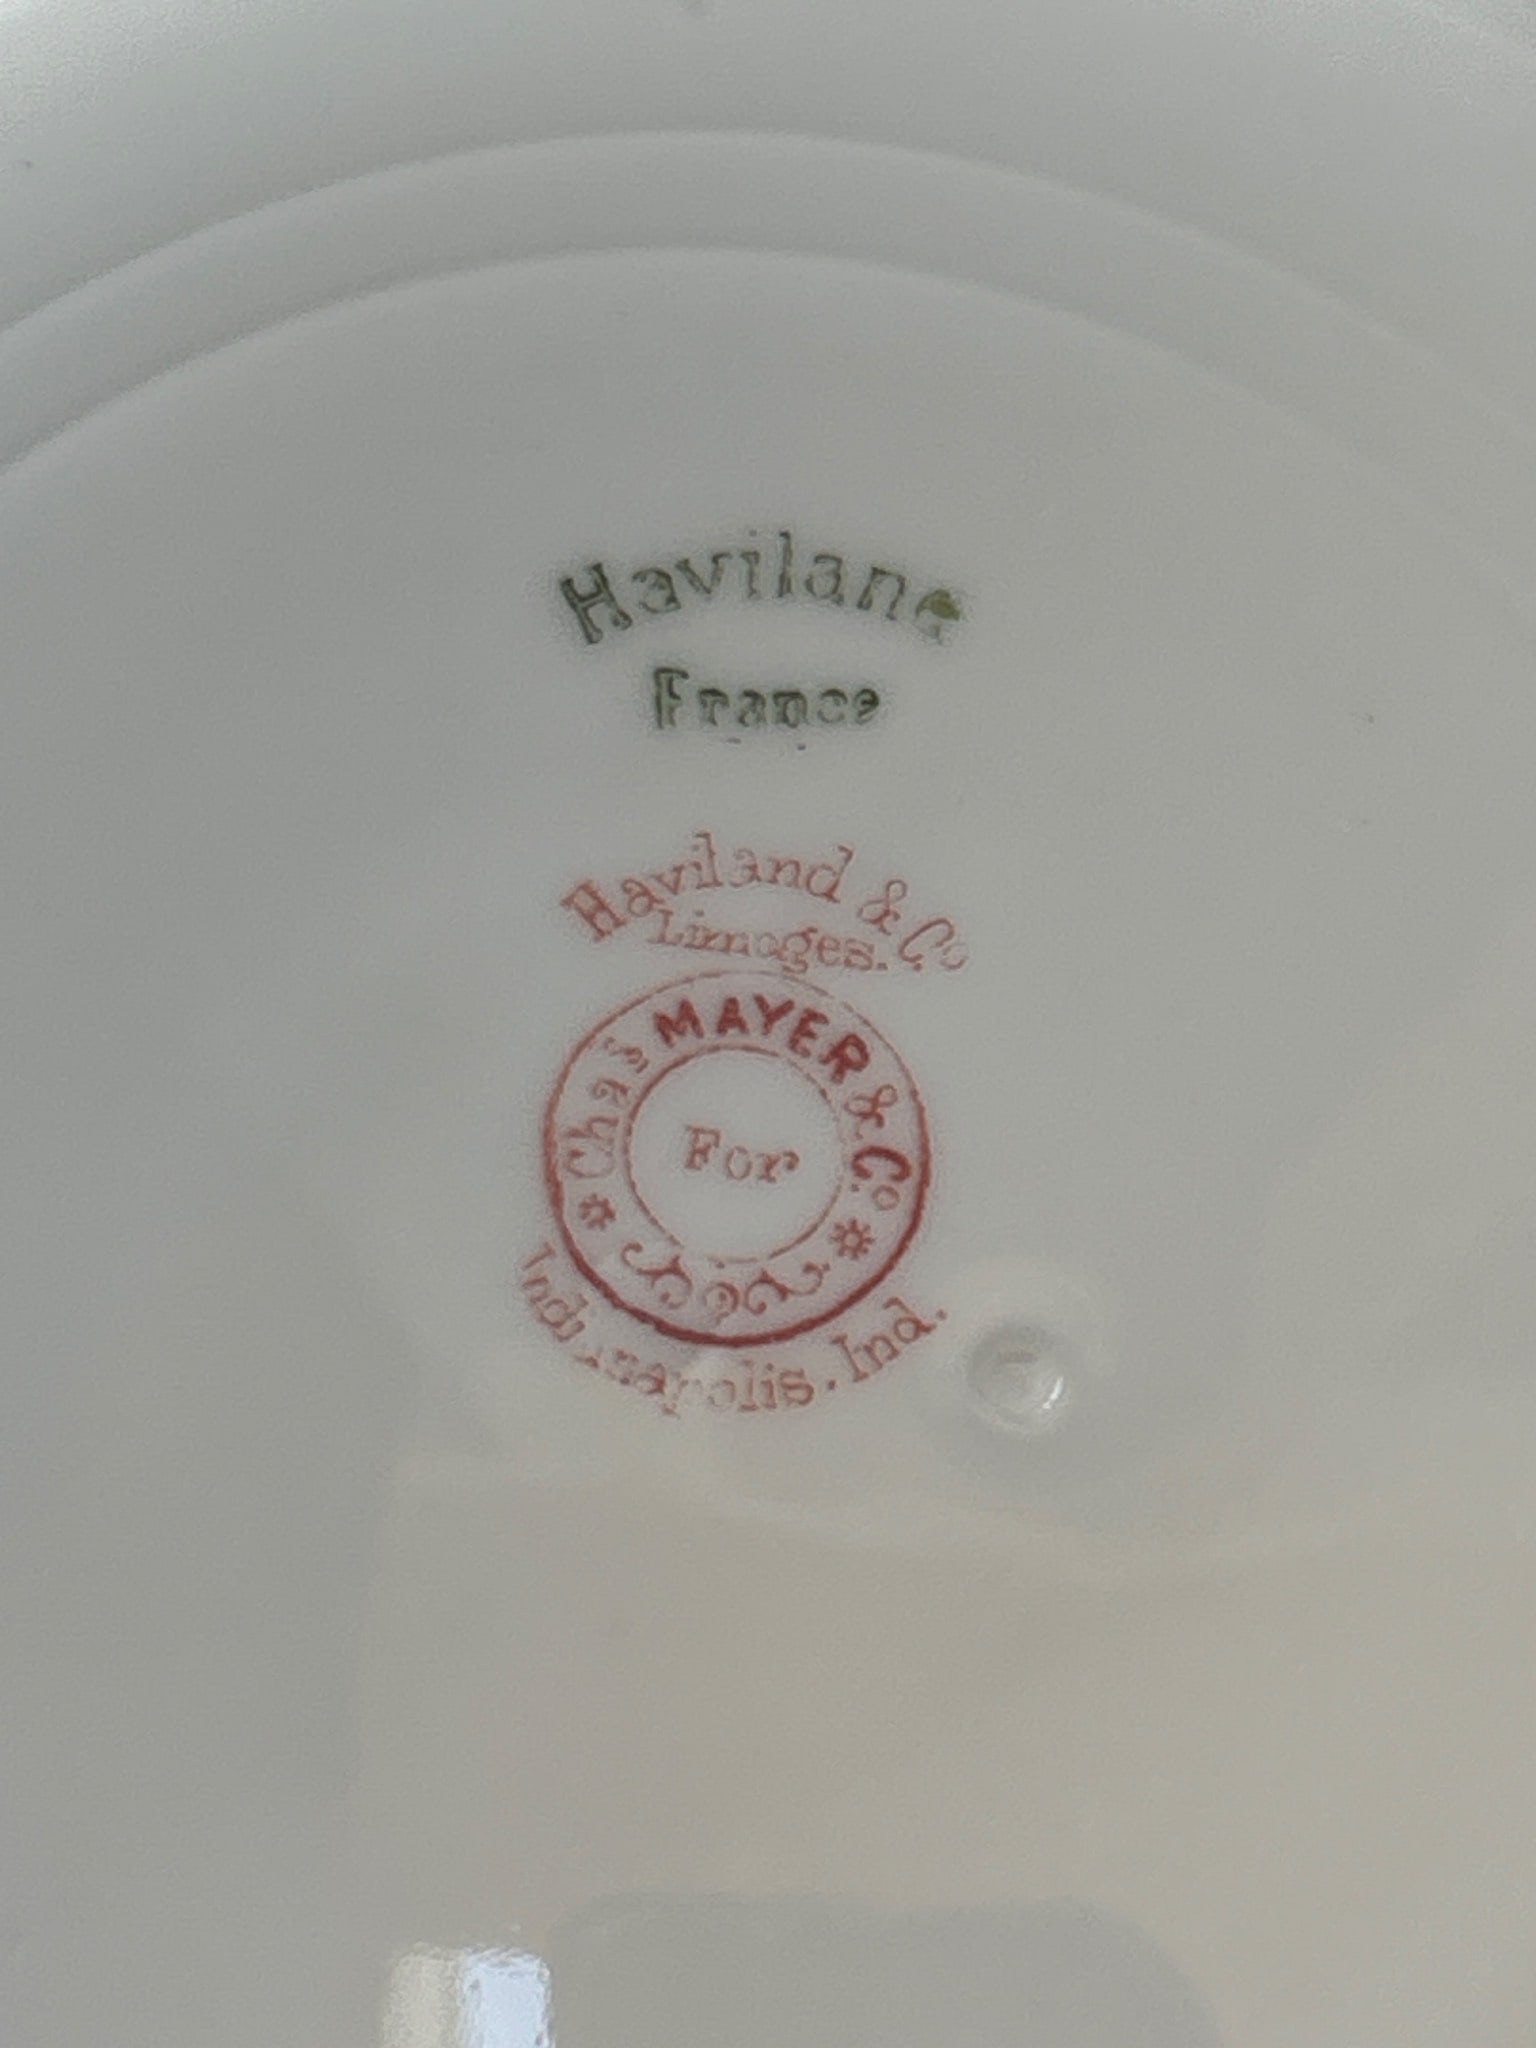 Haviland
France
Haviland & Co
Limoges.
Chas MAYER & Co
For
Indianapolis. Ind.